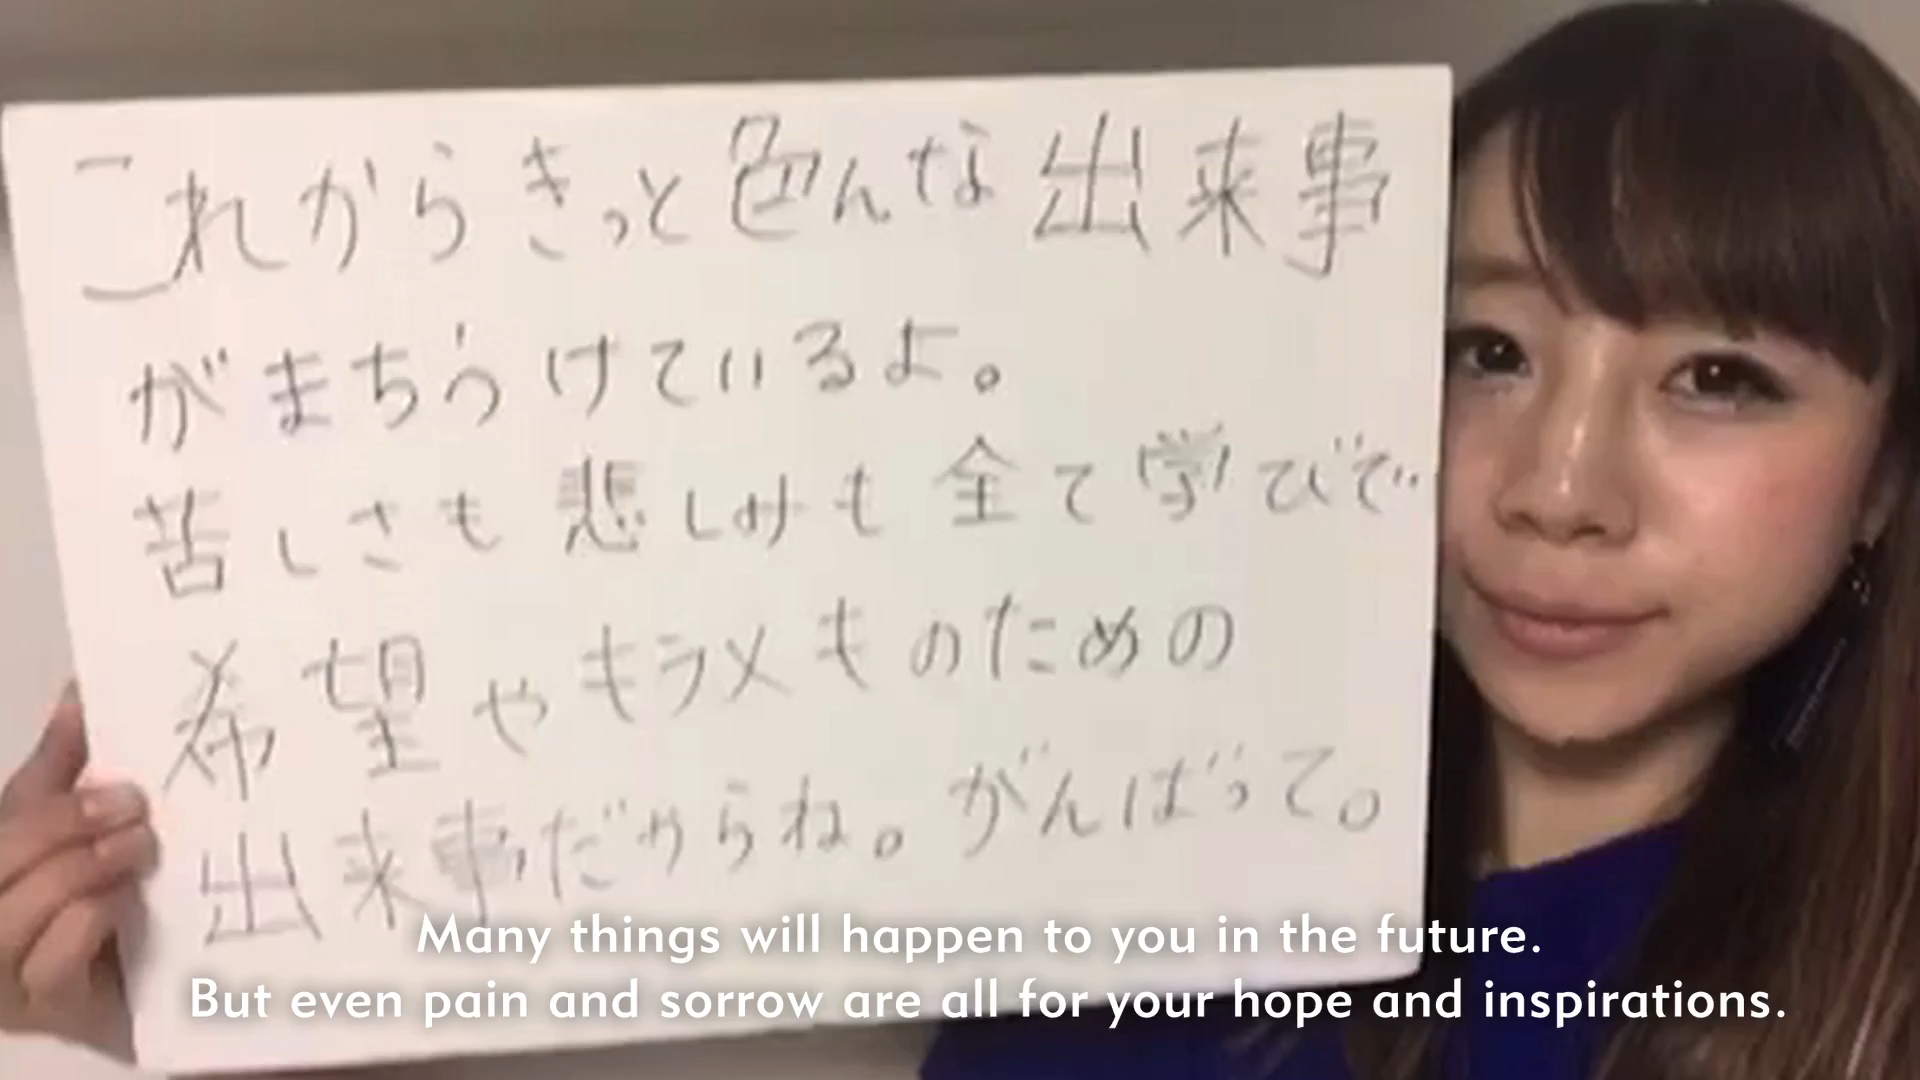 これからきっと色んな出来事
がまちうけているよ。
苦しさも悲しみも全て学びで
希望やキラメキのための
出来事だからね。がんばって。
Many things will happen to you in the future.
But even pain and sorrow are all for your hope and inspirations.